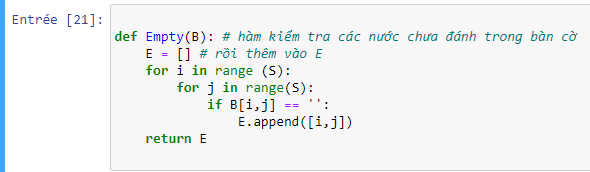 Entrée [21]:
def Empty(B): # hàm kiểm tra các nước chưa đánh trong bàn cờ
    E = [] # rồi thêm vào E
    for i in range (S):
        for j in range(S):
            if B[i,j] == '':
                E.append([i,j])
    return E